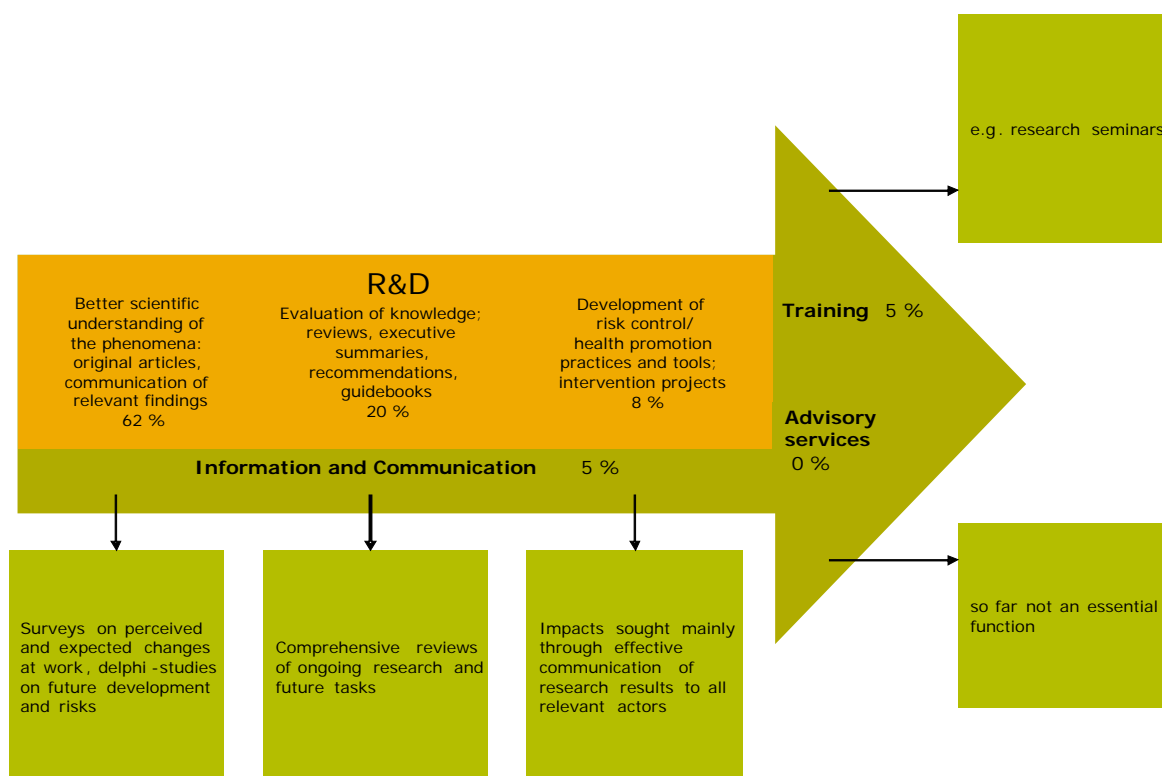 e.g. research seminars
R&D
Better scientific
understanding of
the phenomena:
original articles,
communication of
relevant findings
62 %
Evaluation of knowledge;
reviews, executive
summaries,
recommendations,
guidebooks
20 %
Development of
risk control/
health promotion
practices and tools;
intervention projects
8 %
Training 5 %
Advisory
services
0 %
Information and Communication 5 %
Surveys on perceived
and expected changes
at work, delphi-studies
on future development
and risks
Comprehensive reviews
of ongoing research and
future tasks
Impacts sought mainly
through effective
communication of
research results to all
relevant actors
so far not an essential
function